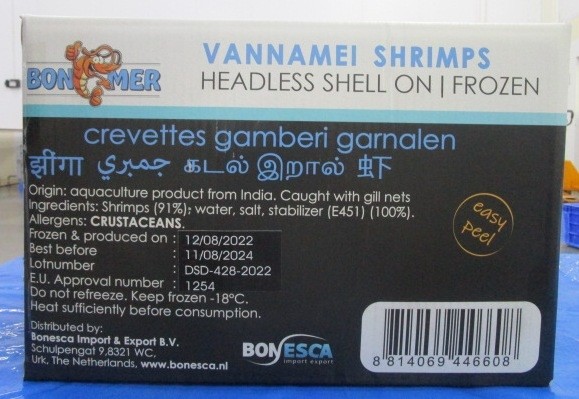 BONMER
VANNAMEI SHRIMPS
HEADLESS SHELL ON | FROZEN
crevettes gamberi garnalen
झींगा جمبري கடல் இறால் 虾
Origin: aquaculture product from India. Caught with gill nets
Ingredients: Shrimps (91%); water, salt, stabilizer (E451) (100%).
Allergens: CRUSTACEANS.
Frozen & produced on : 12/08/2022
Best before : 11/08/2024
Lotnumber : DSD-428-2022
E.U. Approval number : 1254
Do not refreeze. Keep frozen -18ºC.
Heat sufficiently before consumption.
easy
peel
Distributed by:
Bonesca Import & Export B.V.
Schulpengat 9,8321 WC,
Urk, The Netherlands, www.bonesca.nl
BONESCA
import export
8 814069 446608